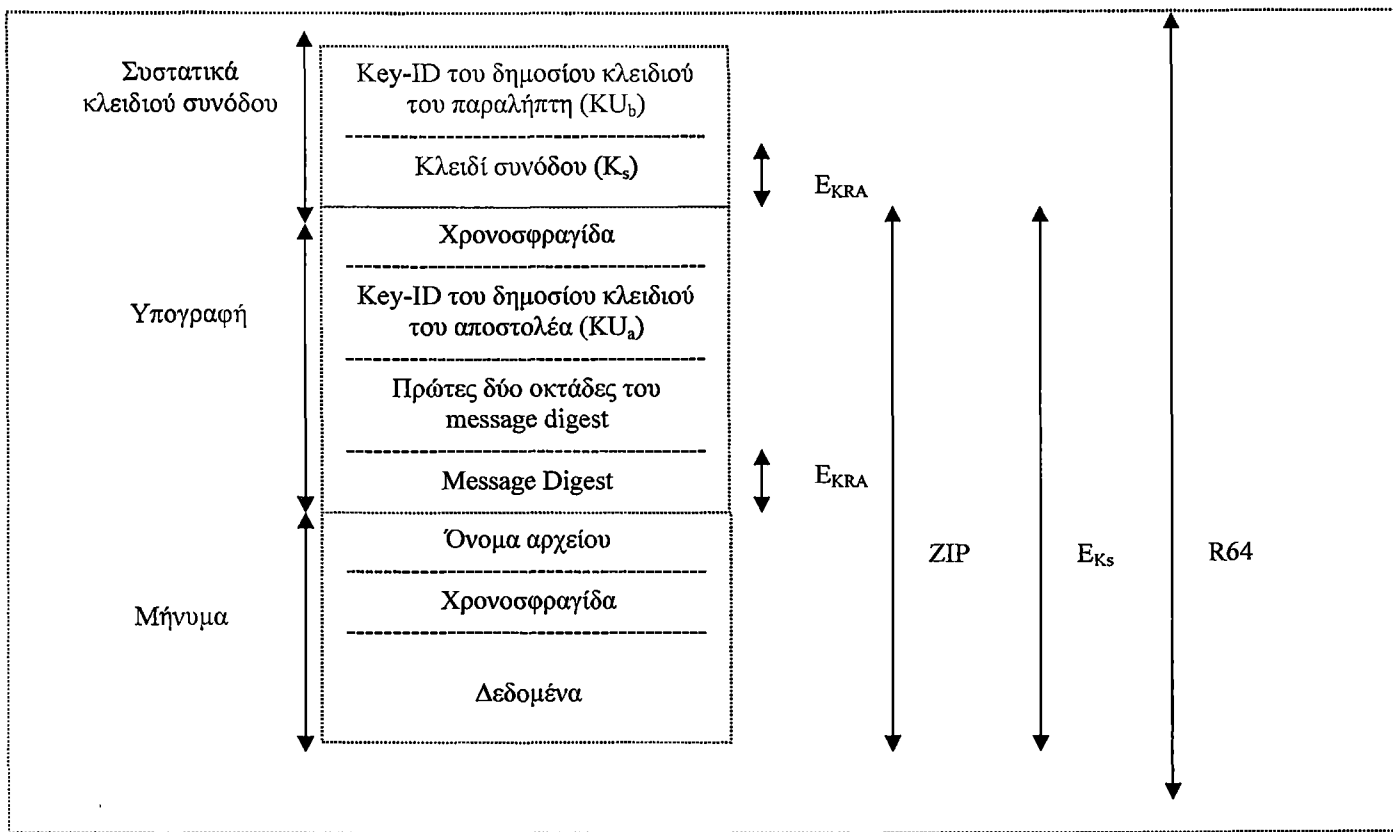 Συστατικά
κλειδιού συνόδου
Key-ID του δημοσίου κλειδιού
του παραλήπτη (KUb)
Κλειδί συνόδου (Ks)
EKRA
Υπογραφή
Χρονοσφραγίδα
Key-ID του δημοσίου κλειδιού
του αποστολέα (KUa)
Πρώτες δύο οκτάδες του
message digest
Message Digest
EKRA
Μήνυμα
Όνομα αρχείου
Χρονοσφραγίδα
Δεδομένα
ZIP
EKs
R64